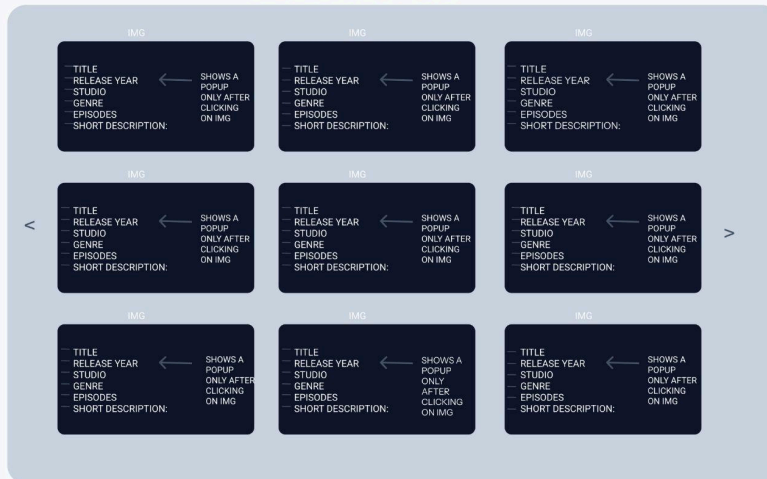 IMG
IMG
IMG
TITLE
RELEASE YEAR
STUDIO
GENRE
EPISODES
SHORT DESCRIPTION:
SHOWS A
POPUP
ONLY AFTER
CLICKING
ON IMG
TITLE
RELEASE YEAR
STUDIO
GENRE
EPISODES
SHORT DESCRIPTION:
SHOWS A
POPUP
ONLY AFTER
CLICKING
ON IMG
TITLE
RELEASE YEAR
STUDIO
GENRE
EPISODES
SHORT DESCRIPTION:
SHOWS A
POPUP
ONLY AFTER
CLICKING
ON IMG
IMG
IMG
IMG
<
TITLE
RELEASE YEAR
STUDIO
GENRE
EPISODES
SHORT DESCRIPTION:
SHOWS A
POPUP
ONLY AFTER
CLICKING
ON IMG
TITLE
RELEASE YEAR
STUDIO
GENRE
EPISODES
SHORT DESCRIPTION:
SHOWS A
POPUP
ONLY AFTER
CLICKING
ON IMG
TITLE
RELEASE YEAR
STUDIO
GENRE
EPISODES
SHORT DESCRIPTION:
SHOWS A
POPUP
ONLY AFTER
CLICKING
ON IMG
>
IMG
IMG
IMG
TITLE
RELEASE YEAR
STUDIO
GENRE
EPISODES
SHORT DESCRIPTION:
SHOWS A
POPUP
ONLY AFTER
CLICKING
ON IMG
TITLE
RELEASE YEAR
STUDIO
GENRE
EPISODES
SHORT DESCRIPTION:
SHOWS A
POPUP
ONLY
AFTER
CLICKING
ON IMG
TITLE
RELEASE YEAR
STUDIO
GENRE
EPISODES
SHORT DESCRIPTION:
SHOWS A
POPUP
ONLY AFTER
CLICKING
ON IMG